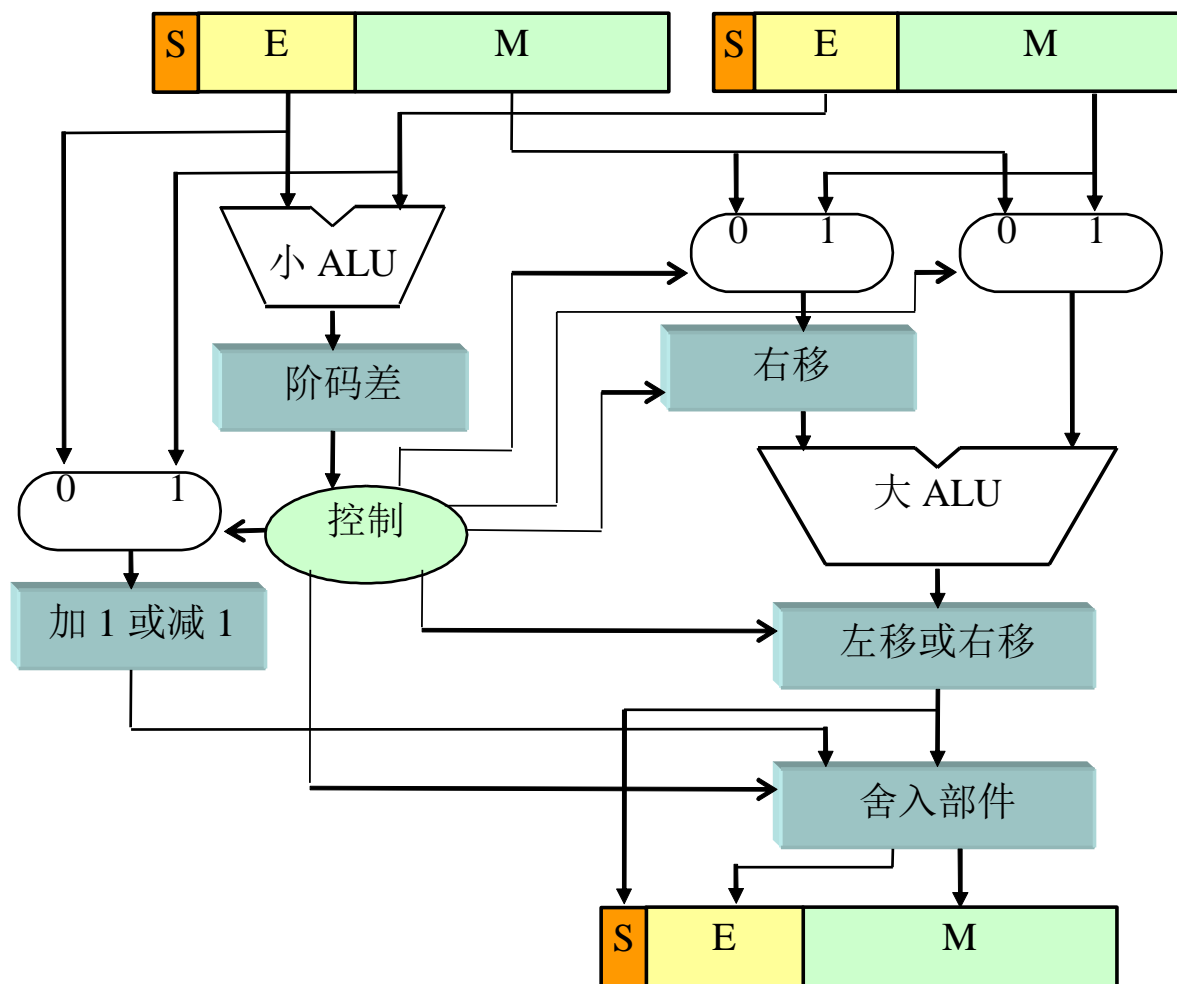 S E M S E M
0 1 0 1
小 ALU
阶码差
右移
0 1
控制
大 ALU
加 1 或减 1
左移或右移
舍入部件
S E M